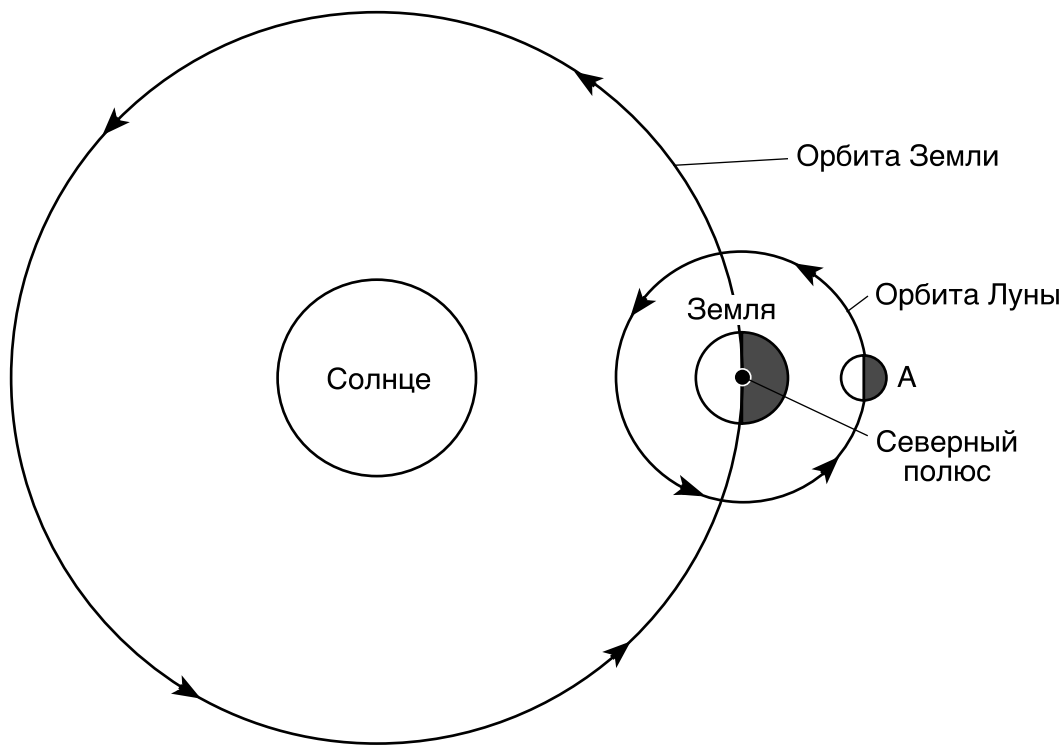 Орбита Земли
Орбита Луны
Земля
Солнце
А
Северный
полюс